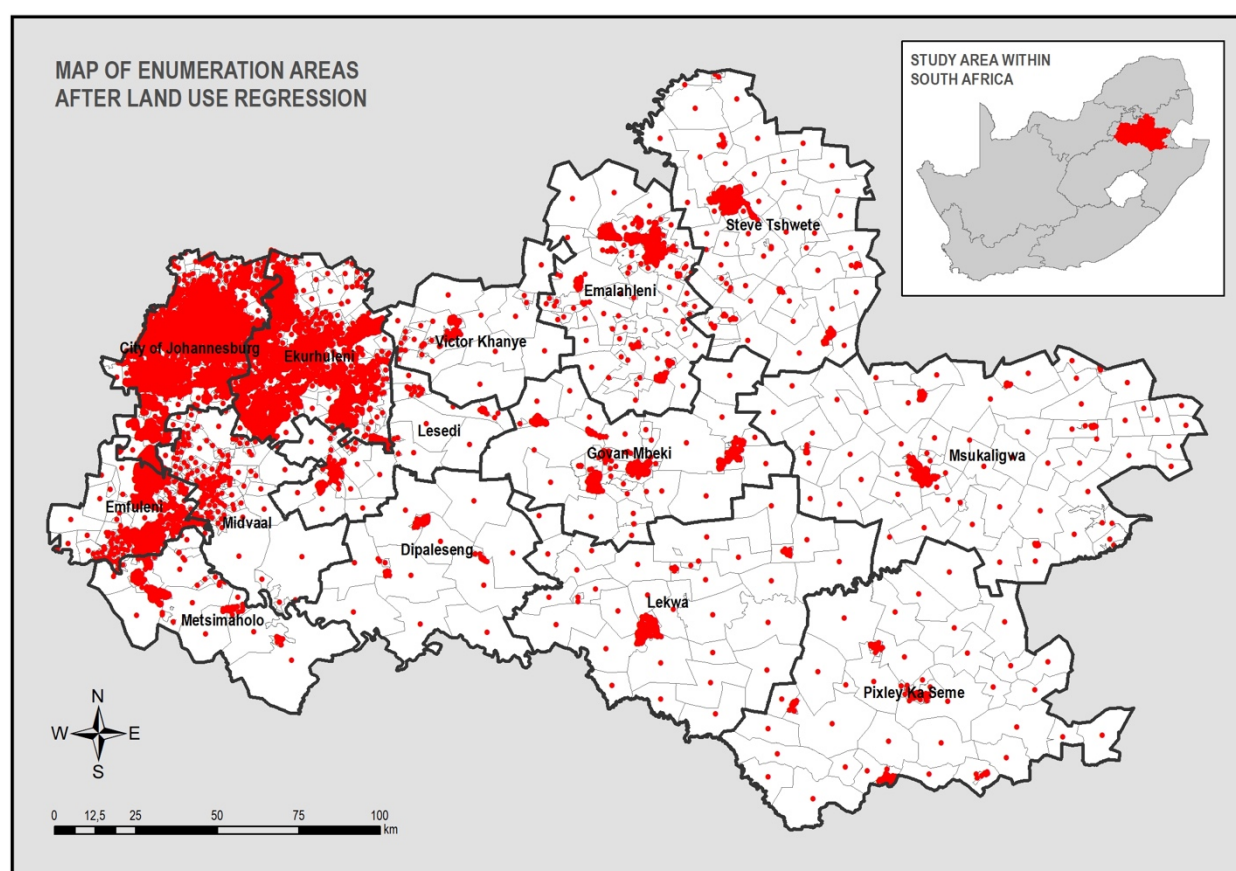 MAP OF ENUMERATION AREAS
AFTER LAND USE REGRESSION
STUDY AREA WITHIN
SOUTH AFRICA
Steve Tshwete
Emalahleni
City of Johannesburg
Ekurhuleni
Victor Khanye
Lesedi
Govan Mbeki
Msukaligwa
Emfuleni
Midvaal
Dipaleseng
Lekwa
Metsimaholo
Pixley Ka Seme
N
W E
S
0 12,5 25 50 75 100
km